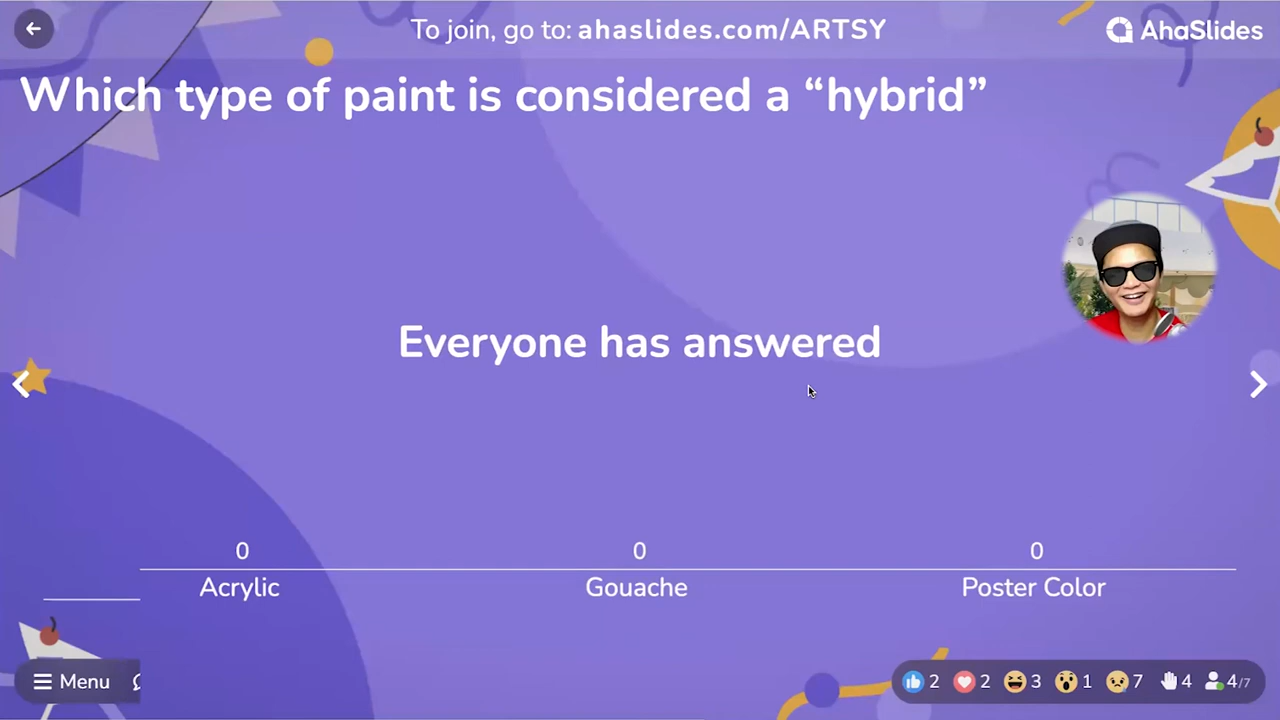 To join, go to: ahaslides.com/ARTSY
AhaSlides
Which type of paint is considered a “hybrid”
Everyone has answered
0
0
0
Acrylic
Gouache
Poster Color
Menu
2
2
3
1
7
4
4/7